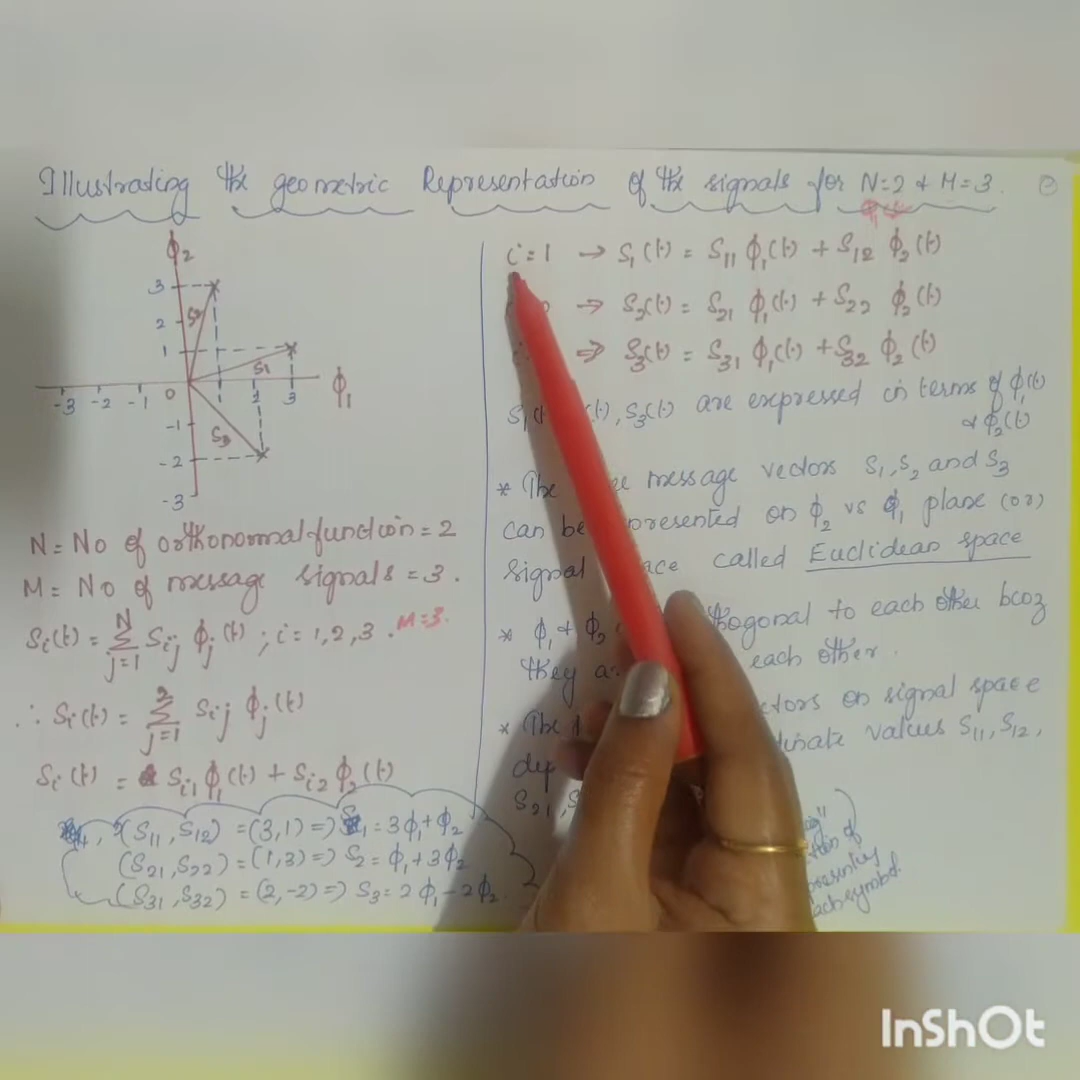 Illustrating the geometric Representation of the signals for N=2 & M=3.
ϕ2
3
2
1
0
-3 -2 -1
2 3
ϕ1
-1
-2
-3
S2
S1
S3
N = No of orthonormal function = 2
M = No of message signals = 3.
Si(t) = N Σ j=1 Sij ϕj(t) ; i = 1,2,3. M=3.
∴ Si(t) = 2 Σ j=1 Sij ϕj(t)
Si(t) = Si1 ϕ1(t) + Si2 ϕ2(t)
(S11, S12) = (3,1) => S1 = 3ϕ1 + ϕ2
(S21, S22) = (1,3) => S2 = ϕ1 + 3ϕ2
(S31, S32) = (2,-2) => S3 = 2ϕ1 - 2ϕ2.
i=1 → S1(t) = S11 ϕ1(t) + S12 ϕ2(t)
→ S2(t) = S21 ϕ1(t) + S22 ϕ2(t)
⇒ S3(t) = S31 ϕ1(t) + S32 ϕ2(t)
S3(t) are expressed in terms of ϕ1(t)
& ϕ2(t)
* The message vectors S1, S2 and S3
can be on ϕ2 vs ϕ1 plane (or)
signal called Euclidean space
* ϕ1 & ϕ2 to each other bcoz
they each other.
* The on signal space
values S11, S12,
S21,
of
each symbol.
InShOt